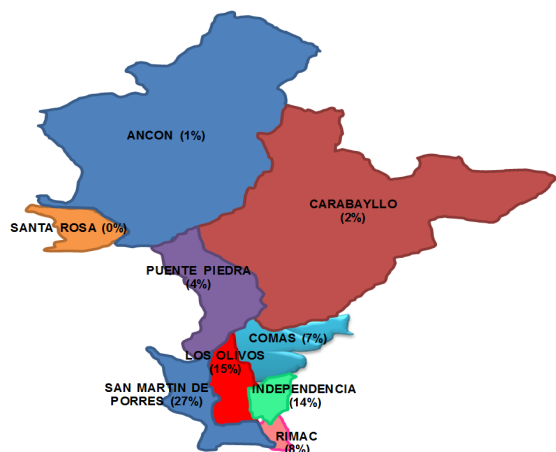 ANCON (1%)
CARABAYLLO
(2%)
SANTA ROSA (0%)
PUENTE PIEDRA
(4%)
COMAS (7%)
LOS OLIVOS
(15%)
SAN MARTIN DE
PORRES (27%)
INDEPENDENCIA
(14%)
RIMAC
(8%)